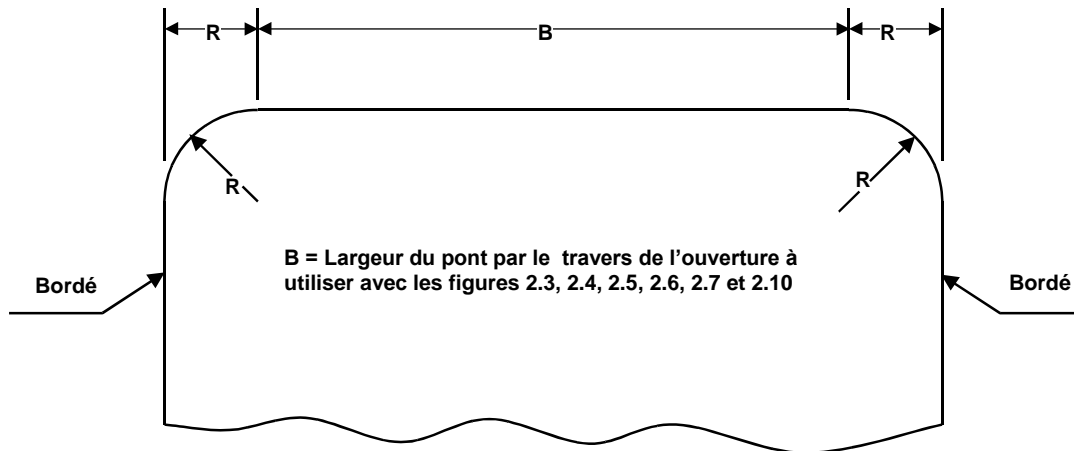 R
B
R
R
R
B = Largeur du pont par le travers de l’ouverture à
utiliser avec les figures 2.3, 2.4, 2.5, 2.6, 2.7 et 2.10
Bordé
Bordé